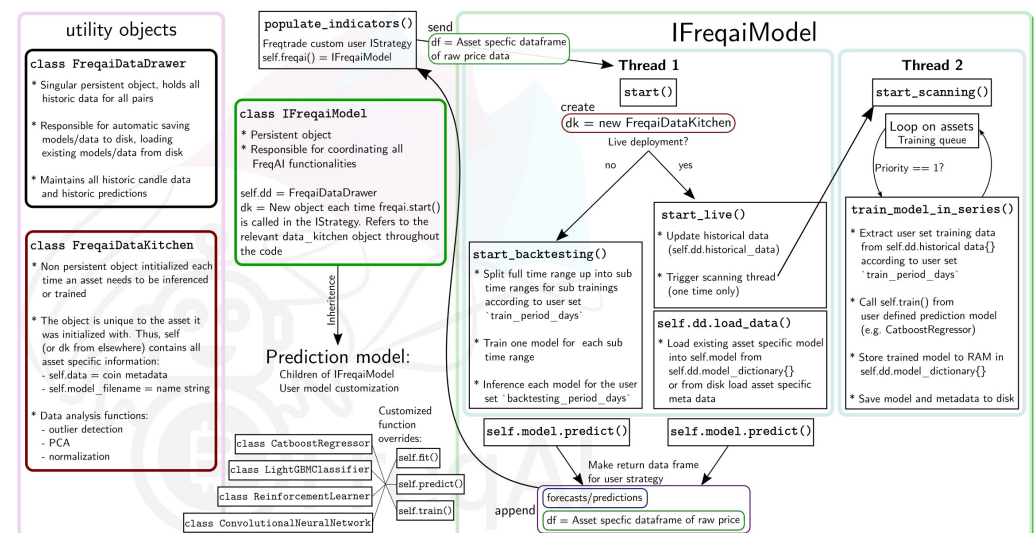 utility objects
class FreqaiDataDrawer
* Singular persistent object, holds all
historic data for all pairs
* Responsible for automatic saving
models/data to disk, loading
existing models/data from disk
* Maintains all historic candle data
and historic predictions
class FreqaiDataKitchen
* Non persistent object intitialized each
time an asset needs to be inferenced
or trained
* The object is unique to the asset it
was initialized with. Thus, self
(or dk from elsewhere) contains all
asset specific information:
- self.data = coin metadata
- self.model_filename = name string
* Data analysis functions:
- outlier detection
- PCA
- normalization
populate_indicators()
Freqtrade custom user IStrategy
self.freqai() = IFreqaiModel
send
df = Asset specfic dataframe
of raw price data
class IFreqaiModel
* Persistent object
* Responsible for coordinating all
FreqAI functionalities
self.dd = FreqaiDataDrawer
dk = New object each time freqai.start()
is called in the IStrategy. Refers to the
relevant data_kitchen object throughout
the code
Inheritence
Prediction model:
Children of IFreqaiModel
User model customization
Customized
function
overrides:
class CatboostRegressor
class LightGBMClassifier
class ReinforcementLearner
class ConvolutionalNeuralNetwork
self.fit()
self.predict()
self.train()
IFreqaiModel
Thread 1
start()
create
dk = new FreqaiDataKitchen
Live deployment?
no
yes
start_backtesting()
* Split full time range up into sub
time ranges for sub trainings
according to user set
`train_period_days`
* Train one model for each sub
time range
* Inference each model for the user
set `backtesting_period_days`
start_live()
* Update historical data
(self.dd.historical_data)
* Trigger scanning thread
(one time only)
self.dd.load_data()
* Load existing asset specific model
into self.model from
self.dd.model_dictionary{}
or from disk load asset specific
meta data
self.model.predict()
self.model.predict()
Make return data frame
for user strategy
append
forecasts/predictions
df = Asset specfic dataframe of raw price
Thread 2
start_scanning()
Loop on assets
Training queue
Priority == 1?
train_model_in_series()
* Extract user set training data
from self.dd.historical data{}
according to user set
`train_period_days`
* Call self.train() from
user defined prediction model
(e.g. CatboostRegressor)
* Store trained model to RAM in
self.dd.model_dictionary{}
* Save model and metadata to disk
FreqAI